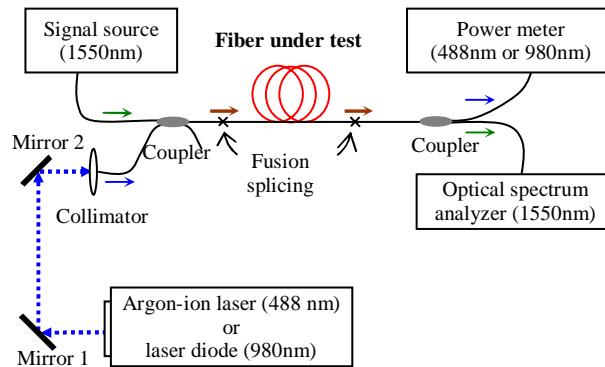 Signal source
(1550nm)
Fiber under test
Power meter
(488nm or 980nm)
Mirror 2
Coupler
Fusion
splicing
Coupler
Collimator
Optical spectrum
analyzer (1550nm)
Argon-ion laser (488 nm)
or
laser diode (980nm)
Mirror 1